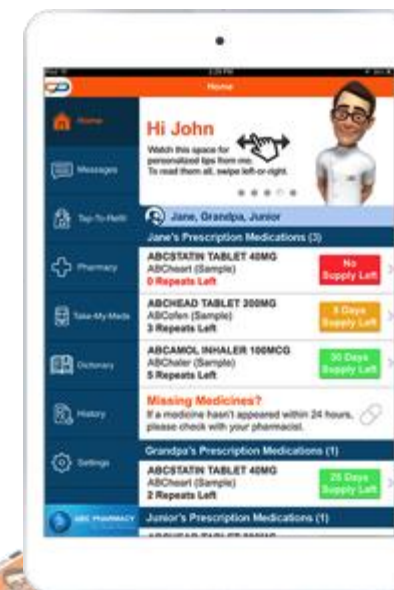 Home
Home
Hi John
Watch this space for
personalized tips from me.
To read them all, swipe left-or-right.
Messages
Tap-To-Refill
Jane, Grandpa, Junior
Jane's Prescription Medications (3)
Pharmacy
ABCSTATIN TABLET 40MG
ABCheart (Sample)
0 Repeats Left
No
Supply Left
Take-My-Meds
ABCHEAD TABLET 200MG
ABCofen (Sample)
3 Repeats Left
Supply Left
Dictionary
ABCAMOL INHALER 100MCG
ABChaler (Sample)
5 Repeats Left
30 Days
Supply Left
History
Missing Medicines?
If a medicine hasn't appeared within 24 hours,
please check with your pharmacist.
Settings
Grandpa's Prescription Medications (1)
ABCSTATIN TABLET 40MG
ABCheart (Sample)
2 Repeats Left
Supply Left
ABC PHARMACY
Junior's Prescription Medications (1)